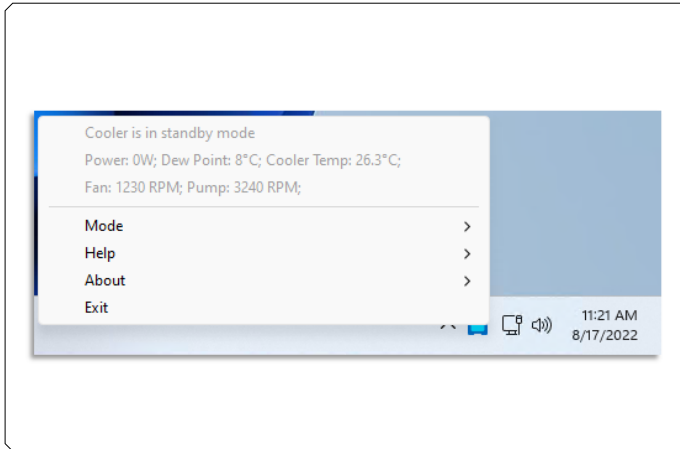 Cooler is in standby mode
Power: 0W; Dew Point: 8°C; Cooler Temp: 26.3°C;
Fan: 1230 RPM; Pump: 3240 RPM;
Mode
Help
About
Exit
11:21 AM
8/17/2022